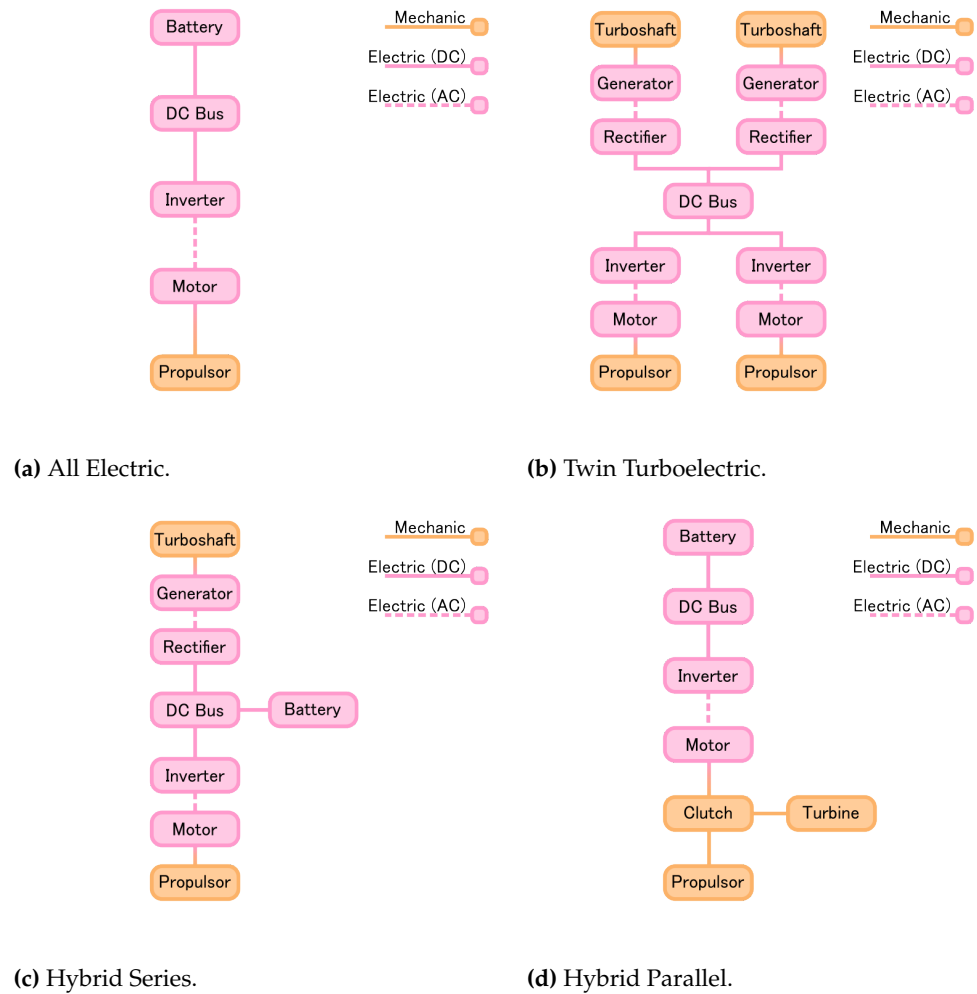 Battery
DC Bus
Inverter
Motor
Propulsor
Mechanic
Electric (DC)
Electric (AC)
(a) All Electric.
Turboshaft Turboshaft
Generator Generator
Rectifier Rectifier
DC Bus
Inverter Inverter
Motor Motor
Propulsor Propulsor
Mechanic
Electric (DC)
Electric (AC)
(b) Twin Turboelectric.
Turboshaft
Generator
Rectifier
DC Bus Battery
Inverter
Motor
Propulsor
Mechanic
Electric (DC)
Electric (AC)
(c) Hybrid Series.
Battery
DC Bus
Inverter
Motor
Clutch Turbine
Propulsor
Mechanic
Electric (DC)
Electric (AC)
(d) Hybrid Parallel.